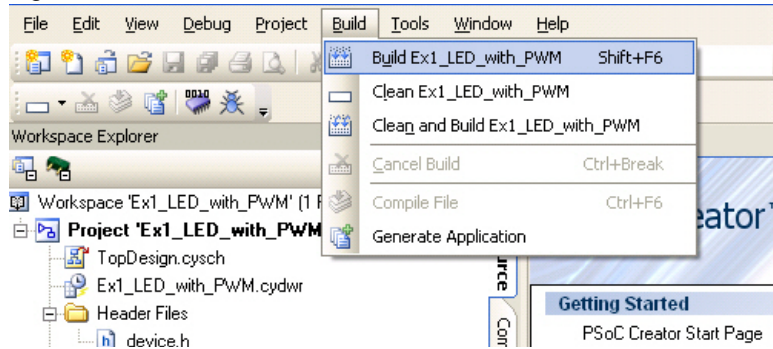 File Edit View Debug Project Build Tools Window Help
Build Ex1_LED_with_PWM Shift+F6
Clean Ex1_LED_with_PWM
Clean and Build Ex1_LED_with_PWM
Workspace Explorer
Cancel Build Ctrl+Break
Workspace 'Ex1_LED_with_PWM' (1
Compile File Ctrl+F6
eator
Project 'Ex1_LED_with_PWM
Generate Application
TopDesign.cysch
Ex1_LED_with_PWM.cydwr
urce
Getting Started
Header Files
Com
PSoC Creator Start Page
device.h